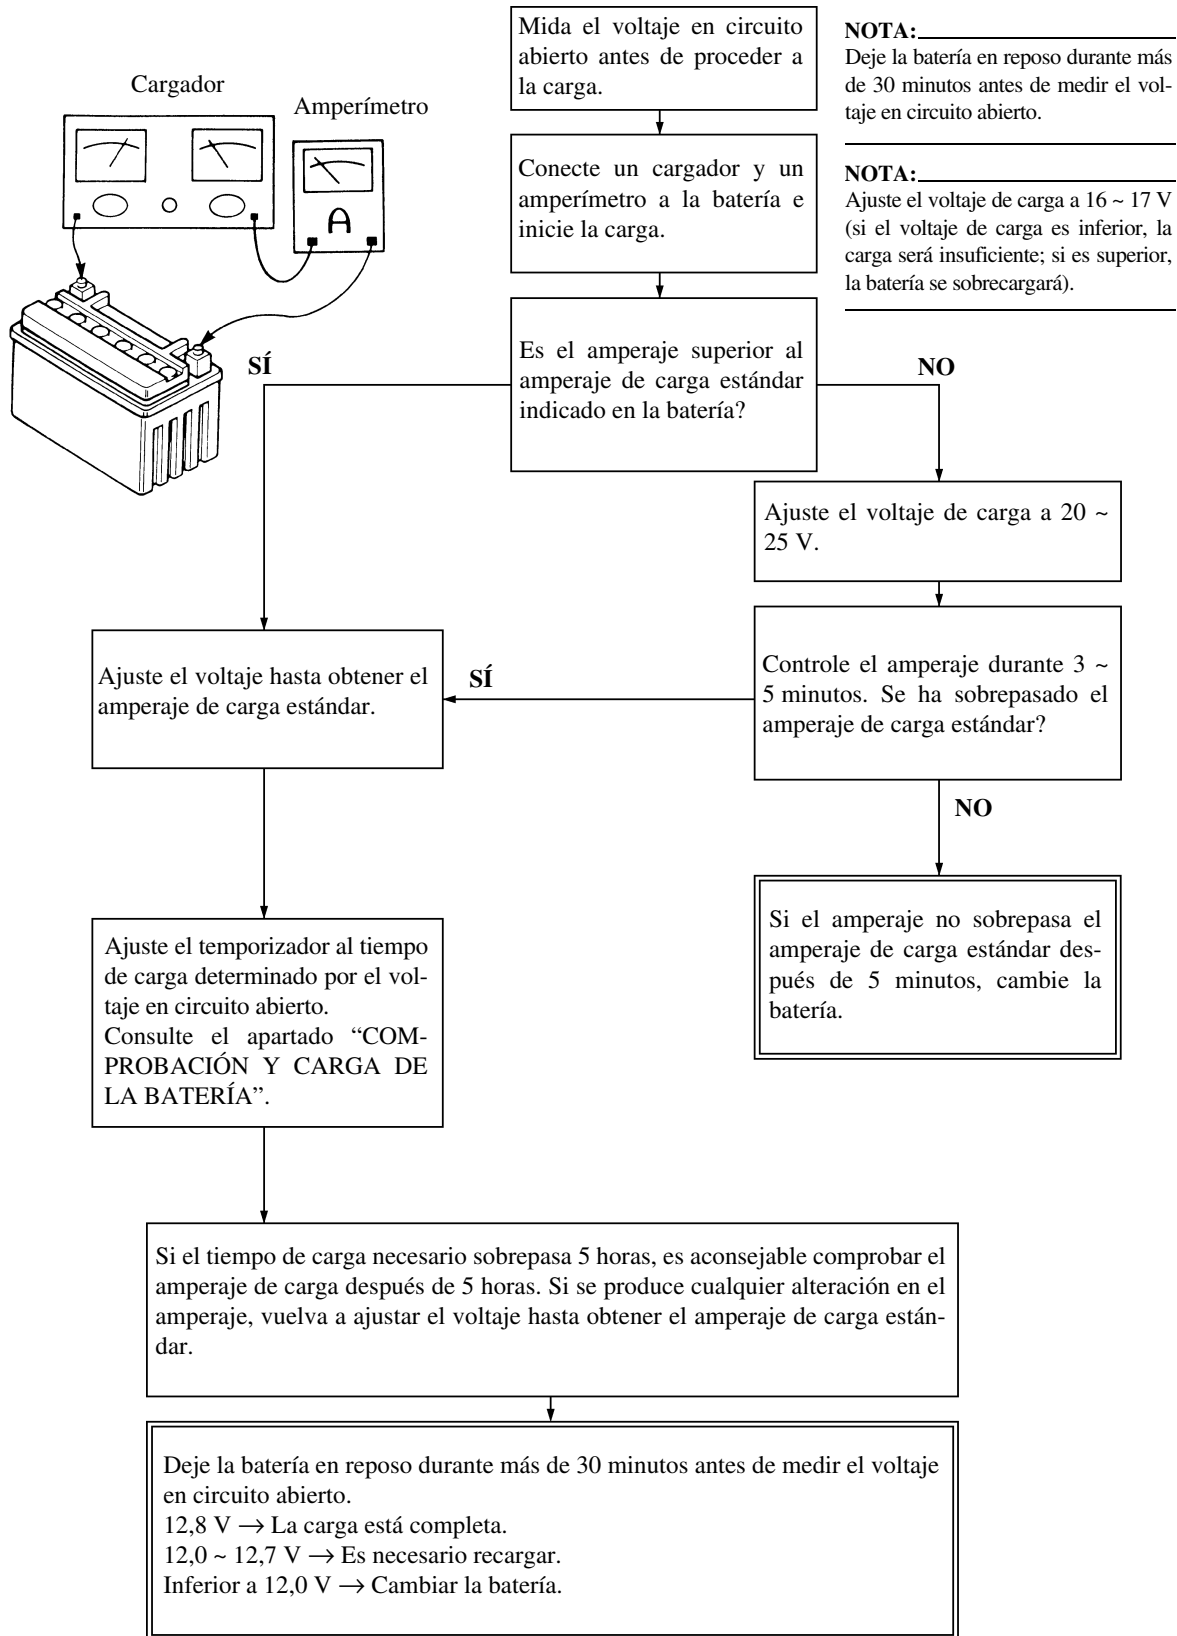 Mida el voltaje en circuito
abierto antes de proceder a
la carga.
NOTA:
Deje la batería en reposo durante más
de 30 minutos antes de medir el vol-
taje en circuito abierto.
Cargador
Amperímetro
A
Conecte un cargador y un
amperímetro a la batería e
inicie la carga.
NOTA:
Ajuste el voltaje de carga a 16 ~ 17 V
(si el voltaje de carga es inferior, la
carga será insuficiente; si es superior,
la batería se sobrecargará).
Es el amperaje superior al
amperaje de carga estándar
indicado en la batería?
SÍ
NO
Ajuste el voltaje de carga a 20 ~
25 V.
Ajuste el voltaje hasta obtener el
amperaje de carga estándar.
SÍ
Controle el amperaje durante 3 ~
5 minutos. Se ha sobrepasado el
amperaje de carga estándar?
NO
Si el amperaje no sobrepasa el
amperaje de carga estándar des-
pués de 5 minutos, cambie la
batería.
Ajuste el temporizador al tiempo
de carga determinado por el vol-
taje en circuito abierto.
Consulte el apartado “COM-
PROBACIÓN Y CARGA DE
LA BATERÍA”.
Si el tiempo de carga necesario sobrepasa 5 horas, es aconsejable comprobar el
amperaje de carga después de 5 horas. Si se produce cualquier alteración en el
amperaje, vuelva a ajustar el voltaje hasta obtener el amperaje de carga están-
dar.
Deje la batería en reposo durante más de 30 minutos antes de medir el voltaje
en circuito abierto.
12,8 V → La carga está completa.
12,0 ~ 12,7 V → Es necesario recargar.
Inferior a 12,0 V → Cambiar la batería.